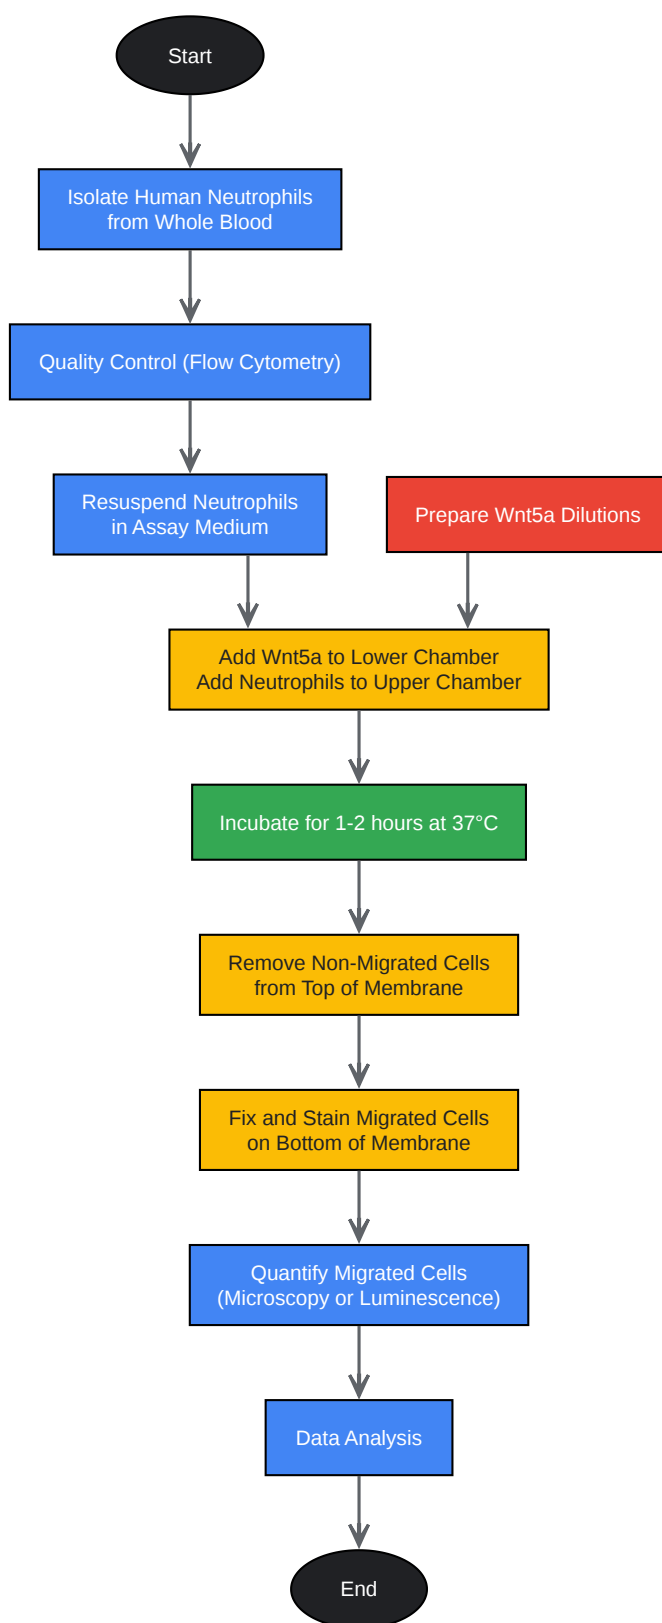 Start
Isolate Human Neutrophils
from Whole Blood
Quality Control (Flow Cytometry)
Resuspend Neutrophils
in Assay Medium
Prepare Wnt5a Dilutions
Add Wnt5a to Lower Chamber
Add Neutrophils to Upper Chamber
Incubate for 1-2 hours at 37°C
Remove Non-Migrated Cells
from Top of Membrane
Fix and Stain Migrated Cells
on Bottom of Membrane
Quantify Migrated Cells
(Microscopy or Luminescence)
Data Analysis
End